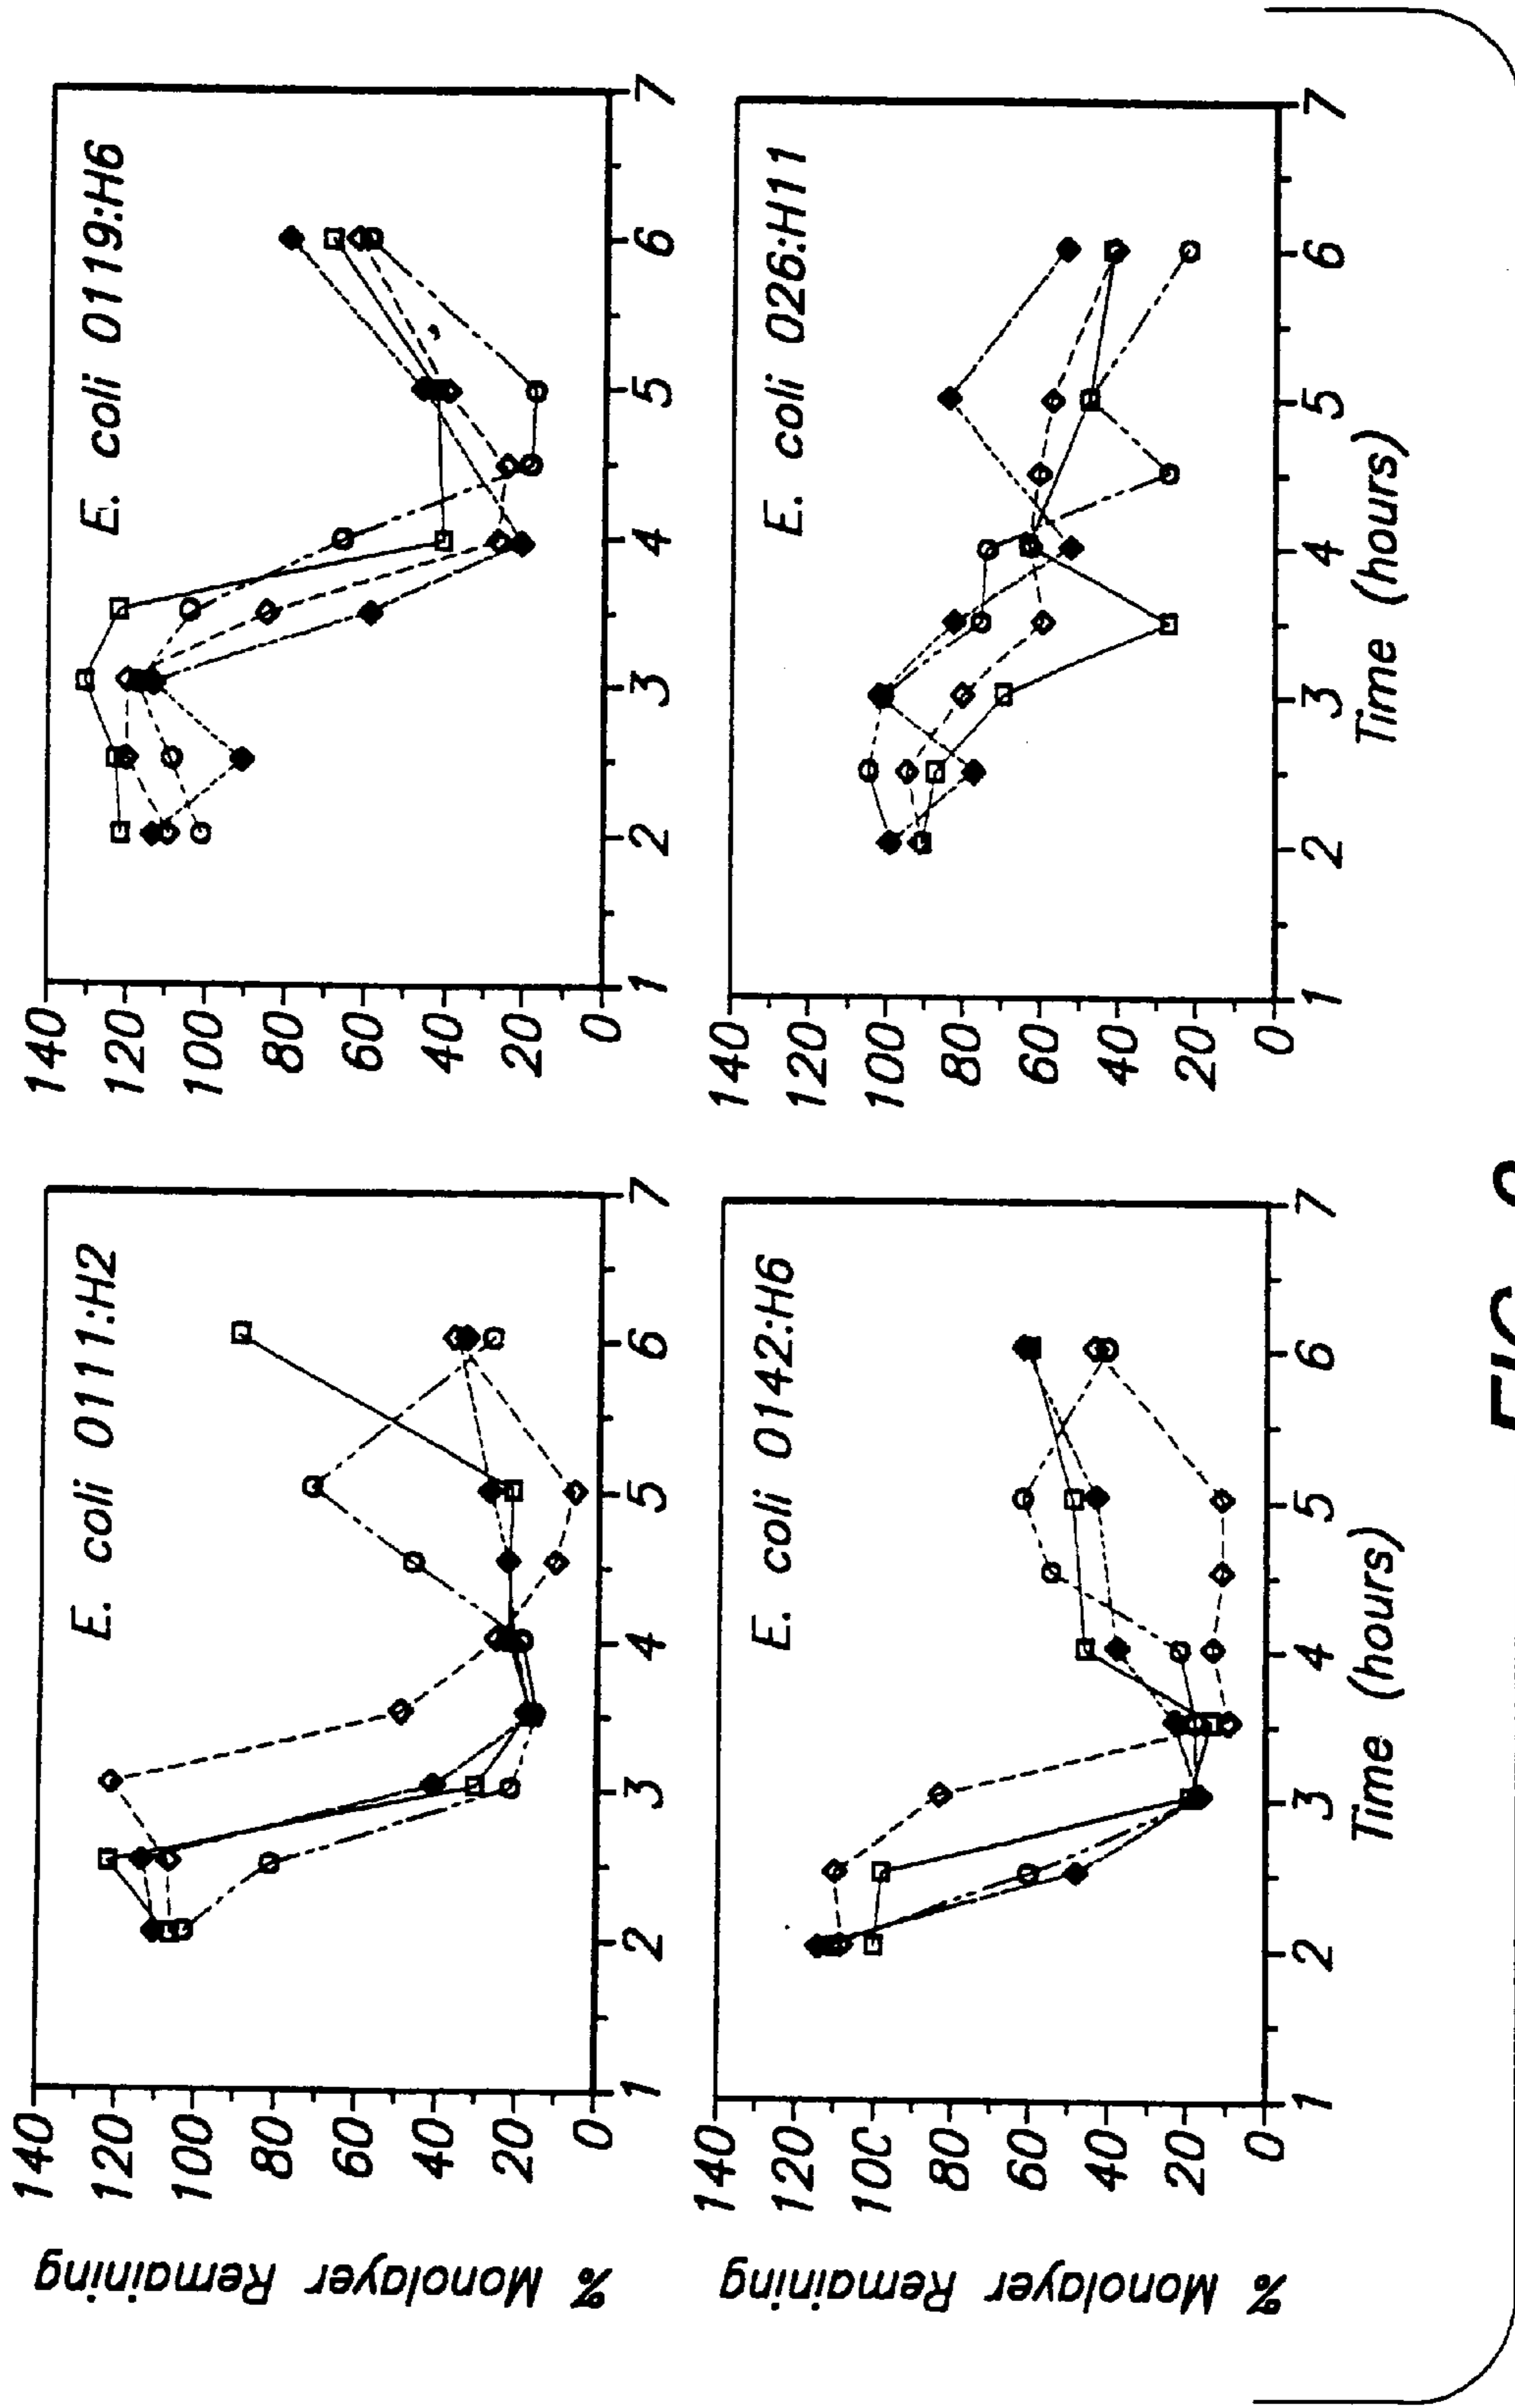 E. coli 0111:H2
% Monolayer Remaining
140
120
100
80
60
40
20
0
1 2 3 4 5 6 7
E. coli 0119:H6
140
120
100
80
60
40
20
0
1 2 3 4 5 6 7
E. coli 0142:H6
% Monolayer Remaining
140
120
10C
80
60
40
20
0
1 2 3 4 5 6 7
Time (hours)
E. coli 026:H11
140
120
100
80
60
40
20
0
1 2 3 4 5 6 7
Time (hours)
FIG.